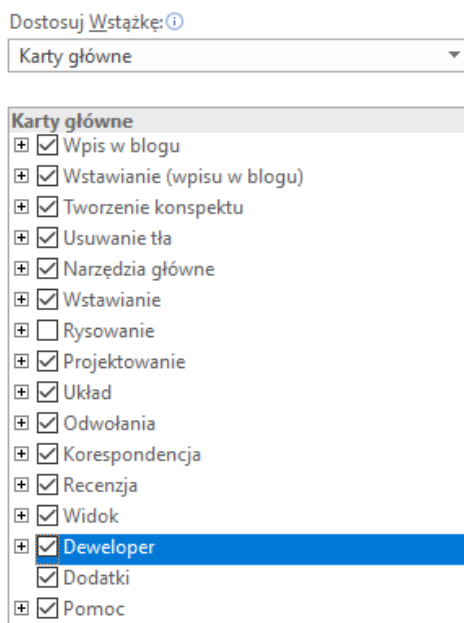 Dostosuj Wstążkę:
Karty główne
Karty główne
Wpis w blogu
Wstawianie (wpisu w blogu)
Tworzenie konspektu
Usuwanie tła
Narzędzia główne
Wstawianie
Rysowanie
Projektowanie
Układ
Odwołania
Korespondencja
Recenzja
Widok
Deweloper
Dodatki
Pomoc